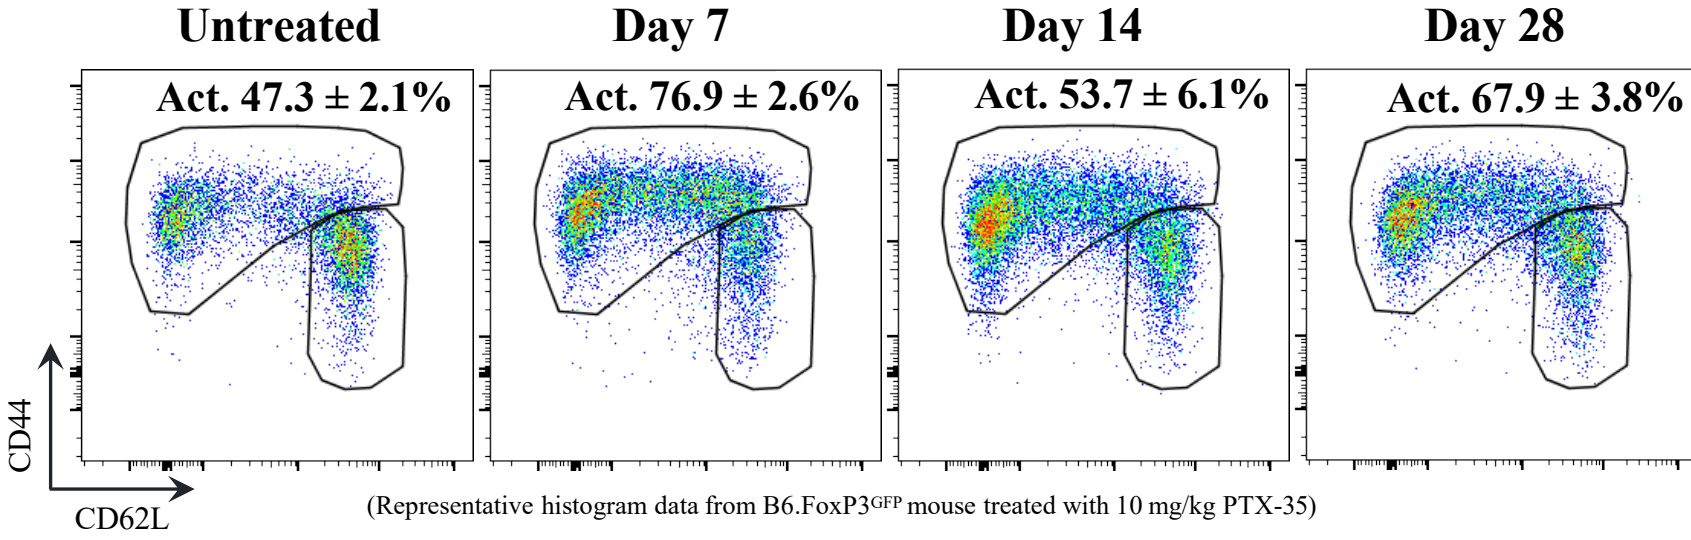 Untreated
Day 7
Day 14
Day 28
Act. 47.3 ± 2.1%
Act. 76.9 ± 2.6%
Act. 53.7 ± 6.1%
Act. 67.9 ± 3.8%
CD44
CD62L
(Representative histogram data from B6.FoxP3ᴳᶠᴾ mouse treated with 10 mg/kg PTX-35)